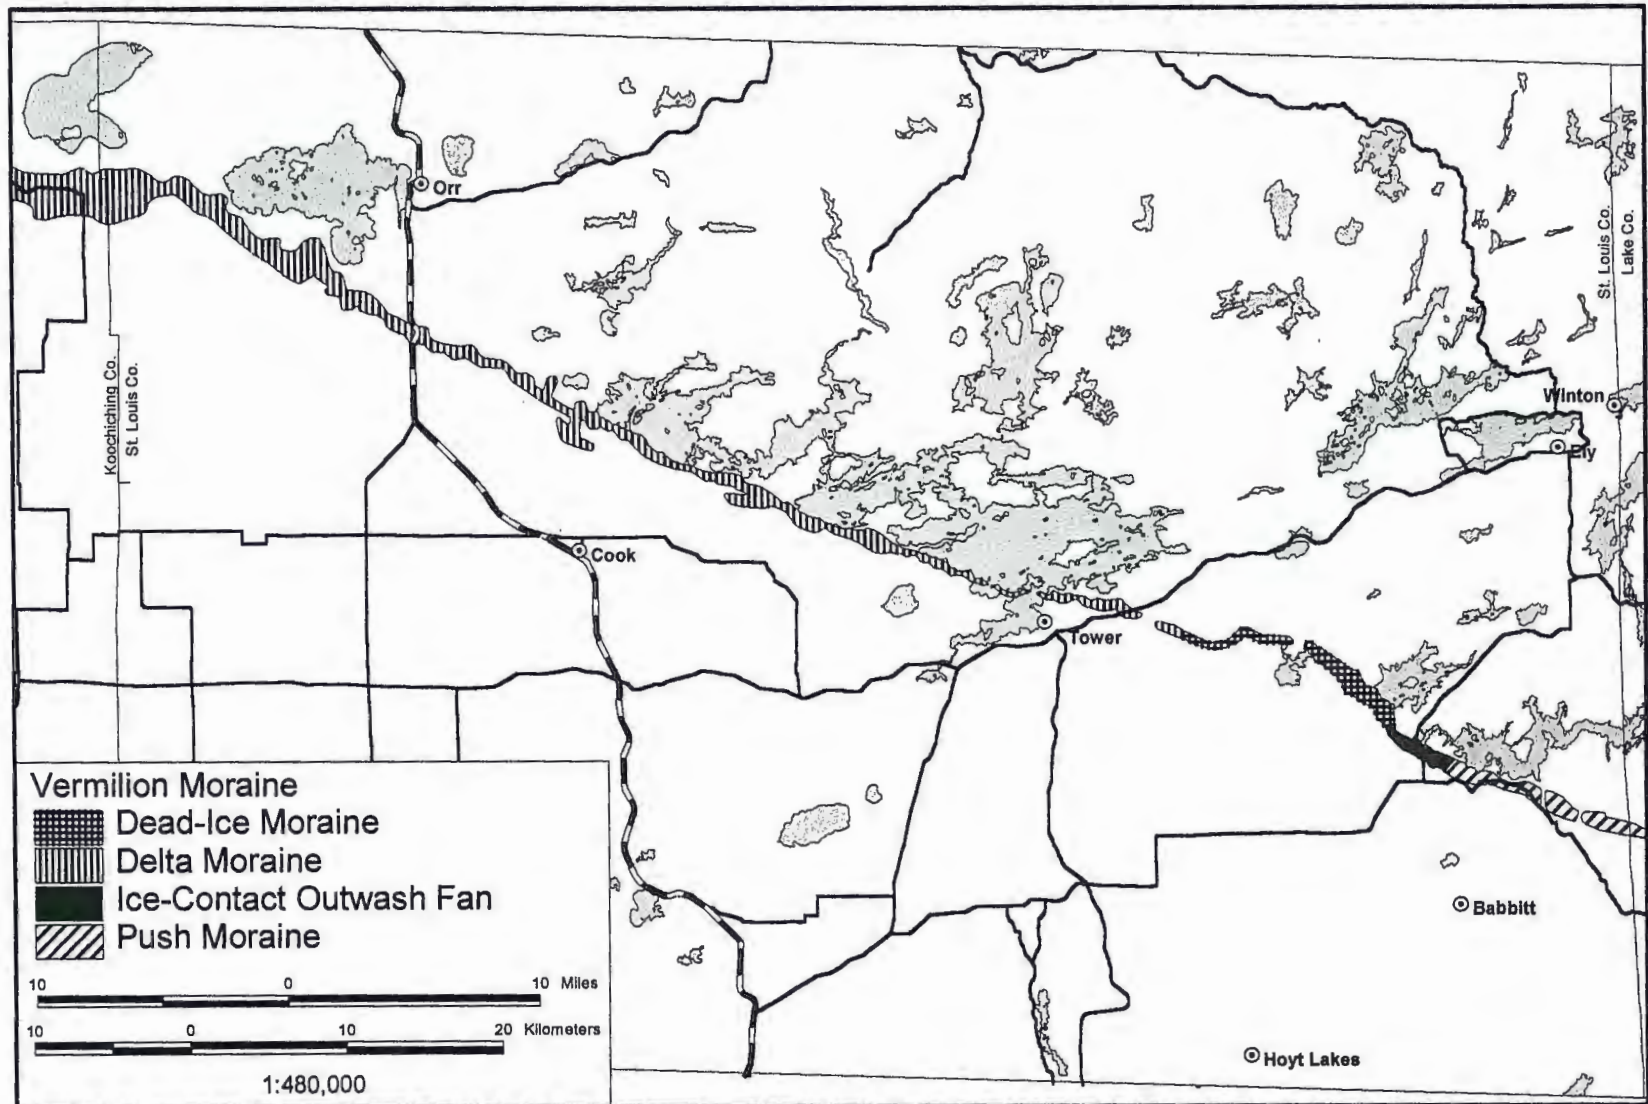 Orr
St. Louis Co.
Lake Co.
Koochiching Co.
St. Louis Co.
Winton
Ely
Cook
Tower
Vermilion Moraine
Dead-Ice Moraine
Delta Moraine
Ice-Contact Outwash Fan
Push Moraine
10 0 10 Miles
10 0 10 20 Kilometers
1:480,000
Babbitt
Hoyt Lakes